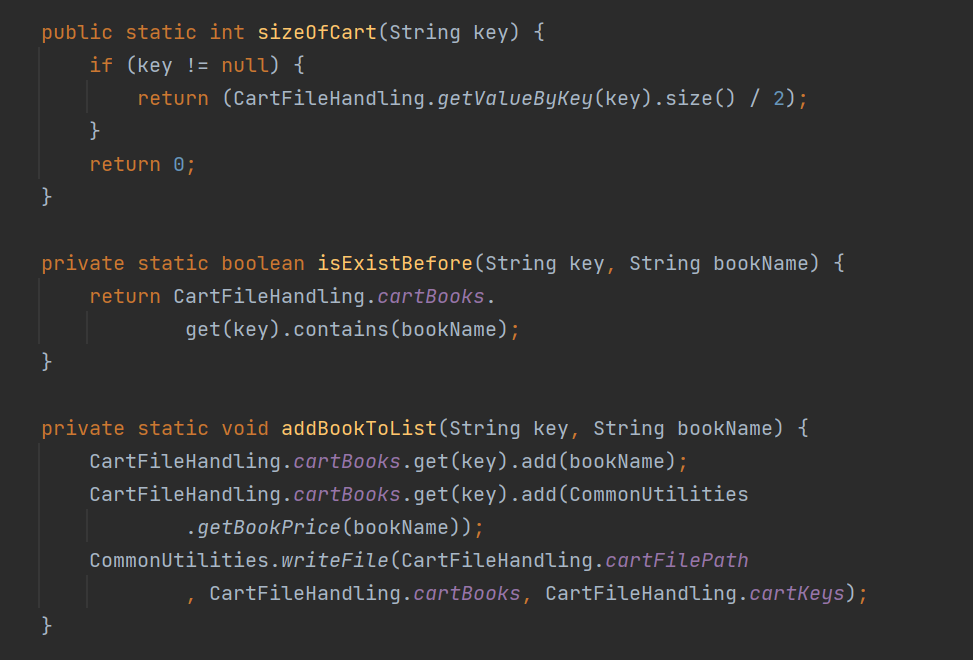 public static int sizeOfCart(String key) {
    if (key != null) {
        return (CartFileHandling.getValueByKey(key).size() / 2);
    }
    return 0;
}

private static boolean isExistBefore(String key, String bookName) {
    return CartFileHandling.cartBooks.
            get(key).contains(bookName);
}

private static void addBookToList(String key, String bookName) {
    CartFileHandling.cartBooks.get(key).add(bookName);
    CartFileHandling.cartBooks.get(key).add(CommonUtilities
            .getBookPrice(bookName));
    CommonUtilities.writeFile(CartFileHandling.cartFilePath
            , CartFileHandling.cartBooks, CartFileHandling.cartKeys);
}